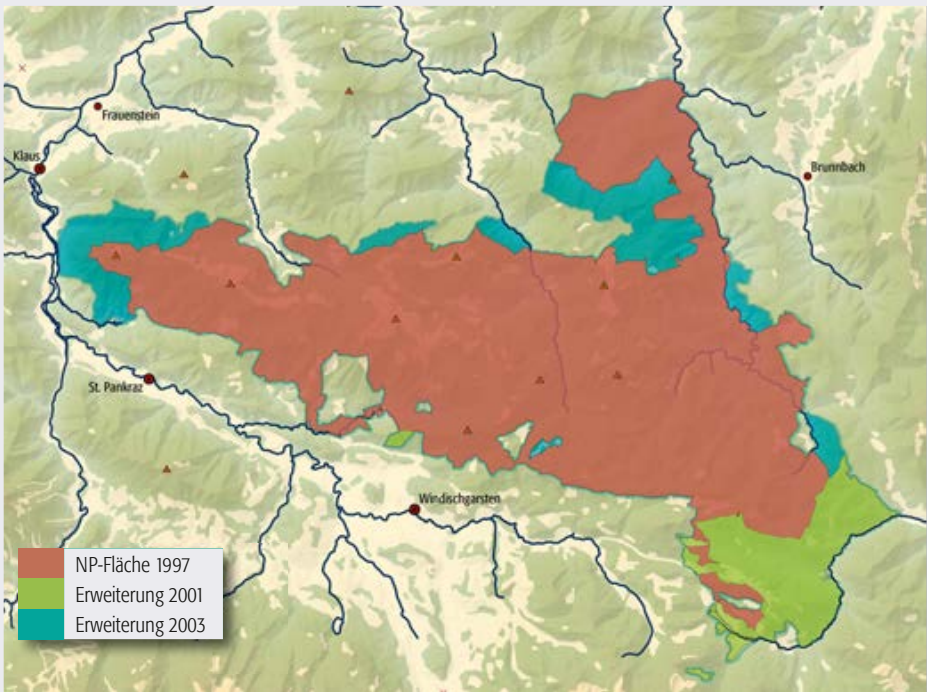 Frauenstein
Klaus
Brunnbach
St. Pankraz
Windischgarsten
NP-Fläche 1997
Erweiterung 2001
Erweiterung 2003